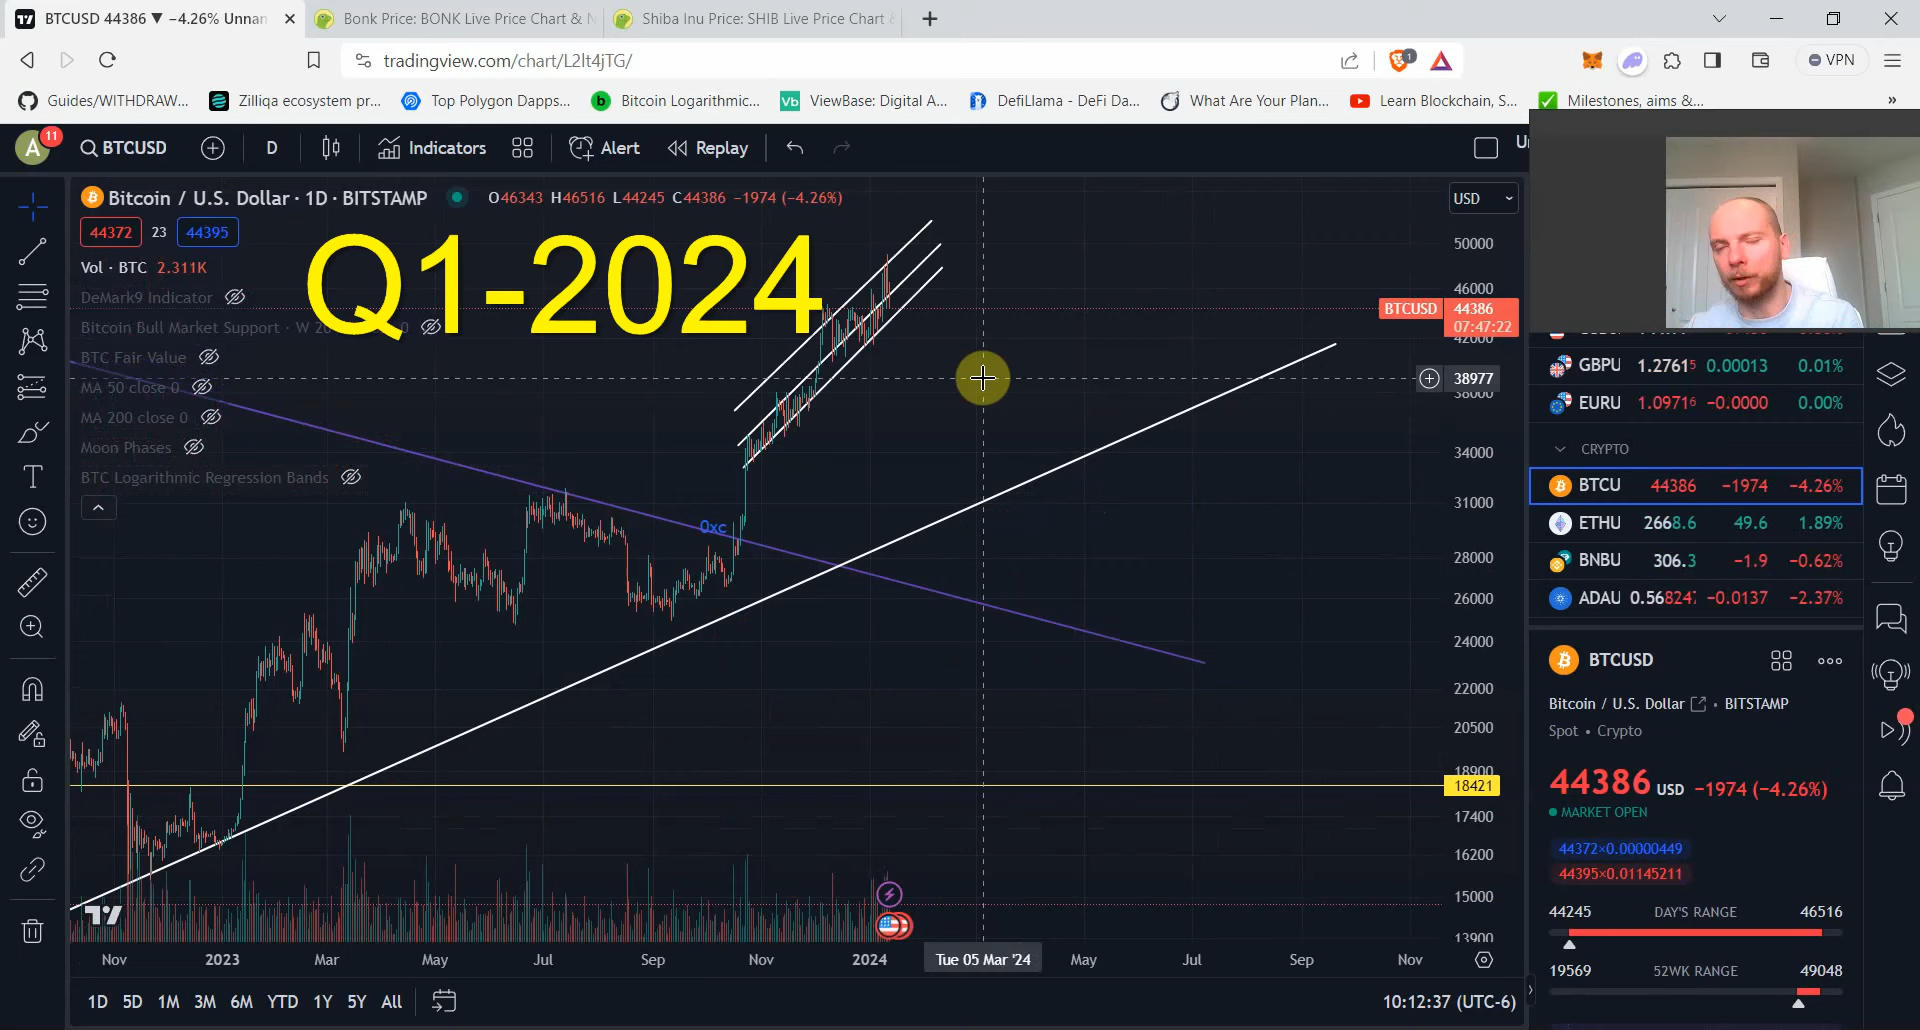 BTCUSD 44386 ▼ −4.26% Unnan
Bonk Price: BONK Live Price Chart & N
Shiba Inu Price: SHIB Live Price Chart &
tradingview.com/chart/L2lt4jTG/
1
VPN
Guides/WITHDRAW...
Zilliqa ecosystem pr...
Top Polygon Dapps...
Bitcoin Logarithmic...
Vb ViewBase: Digital A...
DefiLlama - DeFi Da...
What Are Your Plan...
Learn Blockchain, S...
Milestones, aims &...
»
A 11
BTCUSD
D
Indicators
Alert
Replay
Un
Bitcoin / U.S. Dollar · 1D · BITSTAMP
O46343 H46516 L44245 C44386 −1974 (−4.26%)
USD
44372 23 44395
Q1-2024
Vol · BTC 2.311K
DeMark9 Indicator
Bitcoin Bull Market Support · W 20 0
BTC Fair Value
MA 50 close 0
MA 200 close 0
Moon Phases
BTC Logarithmic Regression Bands
0xc
50000
46000
BTCUSD 44386
07:47:22
42000
38977
38000
34000
31000
28000
26000
24000
22000
20500
18900
18421
17400
16200
15000
13900
Nov 2023 Mar May Jul Sep Nov 2024 Tue 05 Mar '24 May Jul Sep Nov
1D 5D 1M 3M 6M YTD 1Y 5Y All
10:12:37 (UTC-6)
GBPU 1.27615 0.00013 0.01%
EURU 1.09716 −0.0000 0.00%
CRYPTO
BTCU 44386 −1974 −4.26%
ETHU 2668.6 49.6 1.89%
BNBU 306.3 −1.9 −0.62%
ADAU 0.568247 −0.0137 −2.37%
BTCUSD
Bitcoin / U.S. Dollar • BITSTAMP
Spot • Crypto
44386 USD −1974 (−4.26%)
MARKET OPEN
44372×0.00000449
44395×0.01145211
44245 DAY'S RANGE 46516
19569 52WK RANGE 49048